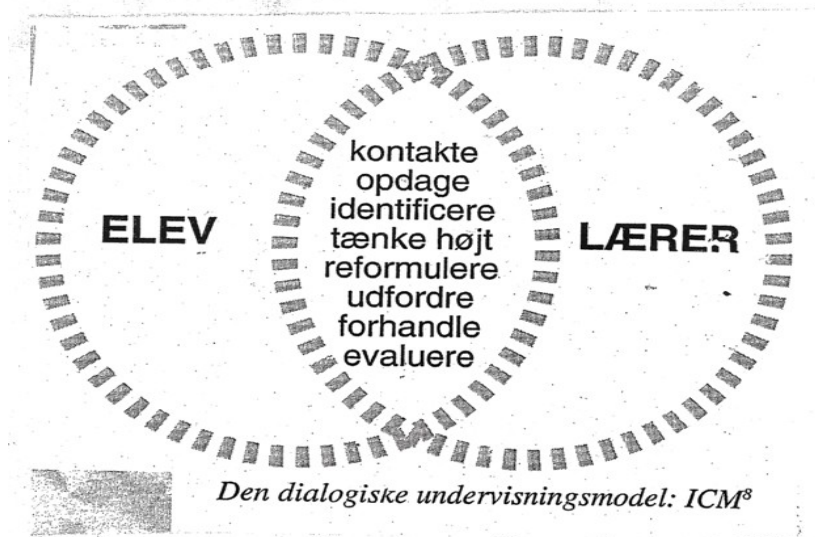 kontakte
opdage
identificere
ELEV
tænke højt
LÆRER
reformulere
udfordre
forhandle
evaluere
Den dialogiske undervisningsmodel: ICM⁸